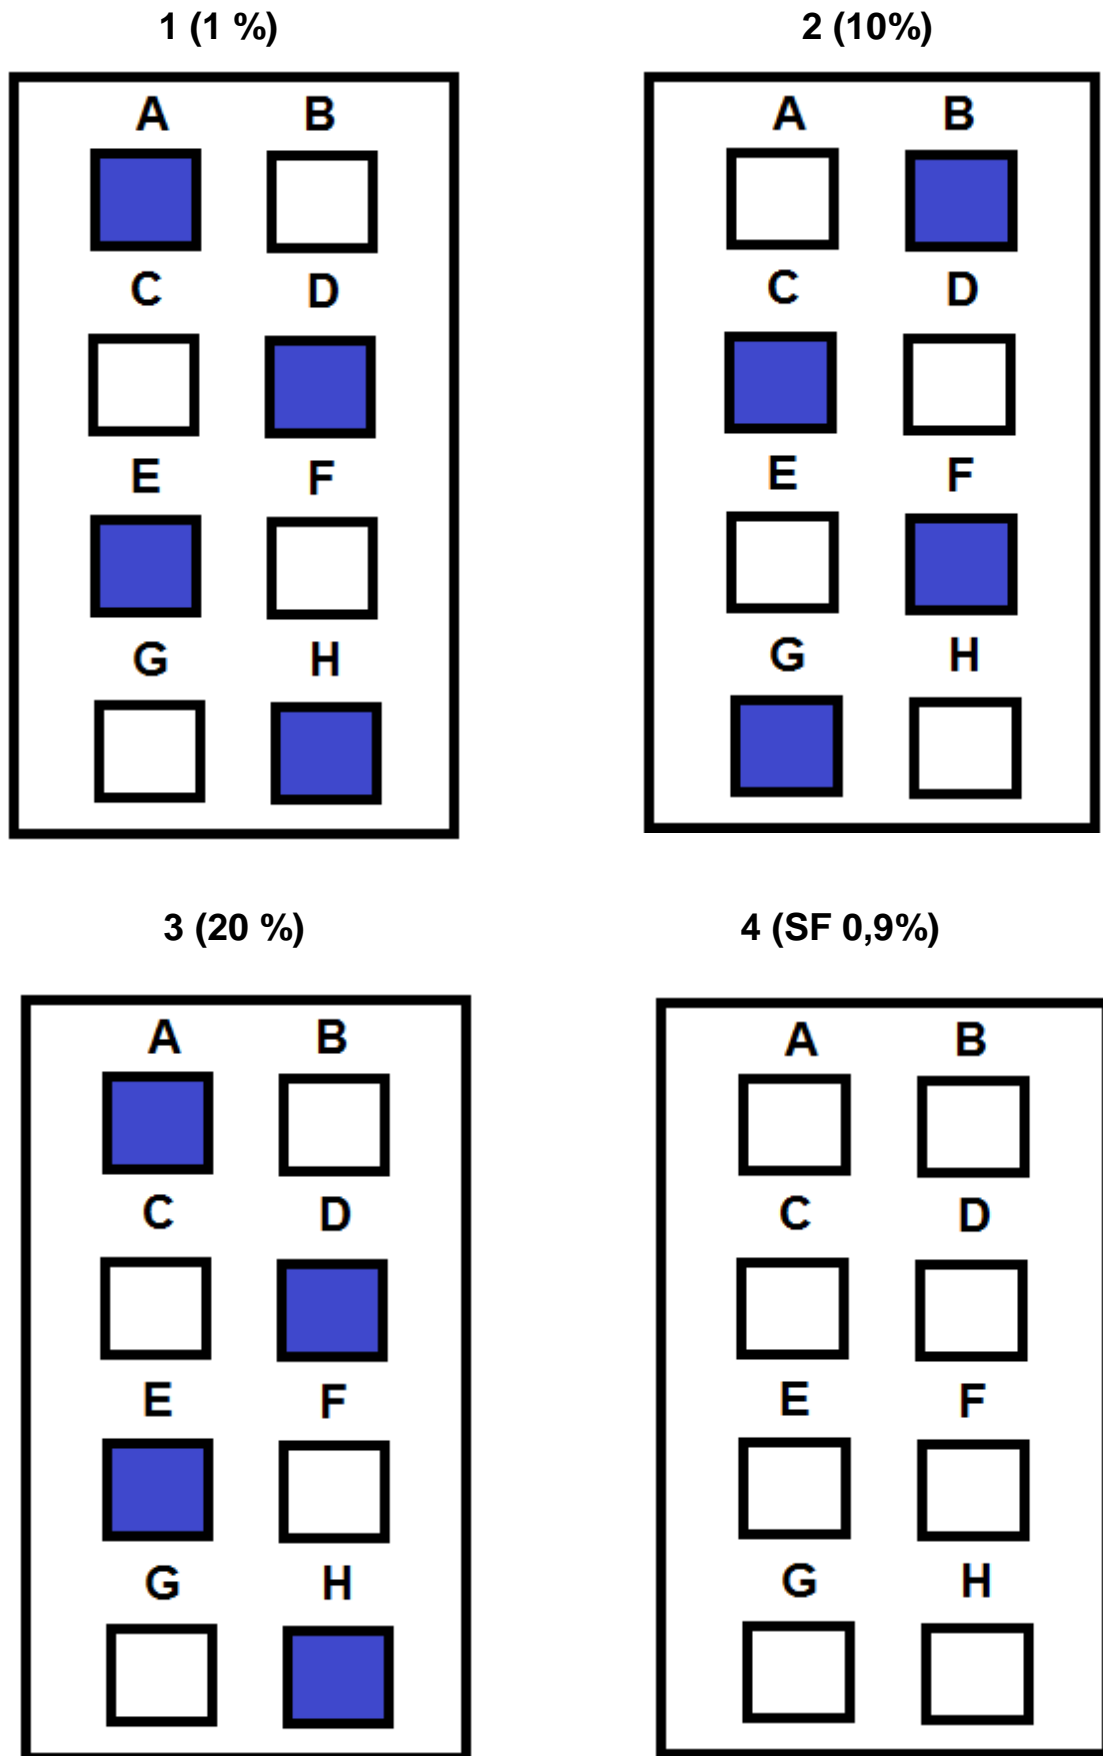 1 (1 %)
2 (10%)
A B
C D
E F
G H
A B
C D
E F
G H
3 (20 %)
4 (SF 0,9%)
A B
C D
E F
G H
A B
C D
E F
G H